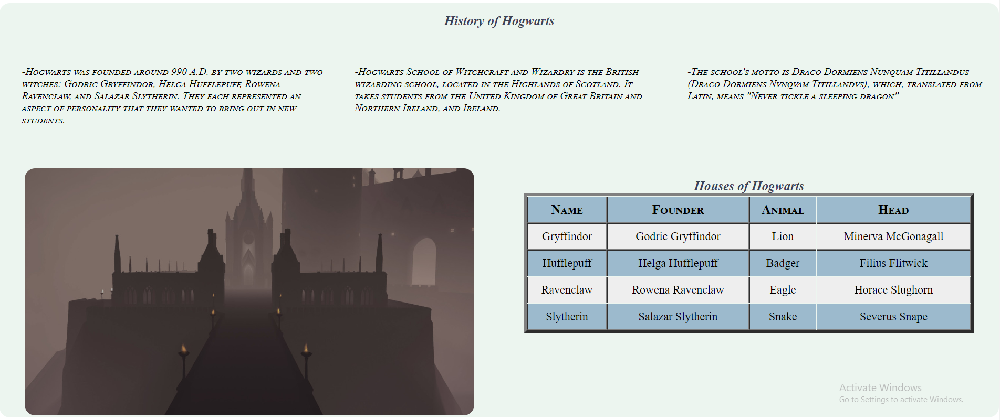 History of Hogwarts
-Hogwarts was founded around 990 A.D. by two wizards and two
witches: Godric Gryffindor, Helga Hufflepuff, Rowena
Ravenclaw, and Salazar Slytherin. They each represented an
aspect of personality that they wanted to bring out in new
students.
-Hogwarts School of Witchcraft and Wizardry is the British
wizarding school, located in the Highlands of Scotland. It
takes students from the United Kingdom of Great Britain and
Northern Ireland, and Ireland.
-The school's motto is Draco Dormiens Nunquam Titillandus
(Draco Dormiens Nvnqvam Titillandvs), which, translated from
Latin, means "Never tickle a sleeping dragon"
Houses of Hogwarts
Name Founder Animal Head
Gryffindor Godric Gryffindor Lion Minerva McGonagall
Hufflepuff Helga Hufflepuff Badger Filius Flitwick
Ravenclaw Rowena Ravenclaw Eagle Horace Slughorn
Slytherin Salazar Slytherin Snake Severus Snape
Activate Windows
Go to Settings to activate Windows.